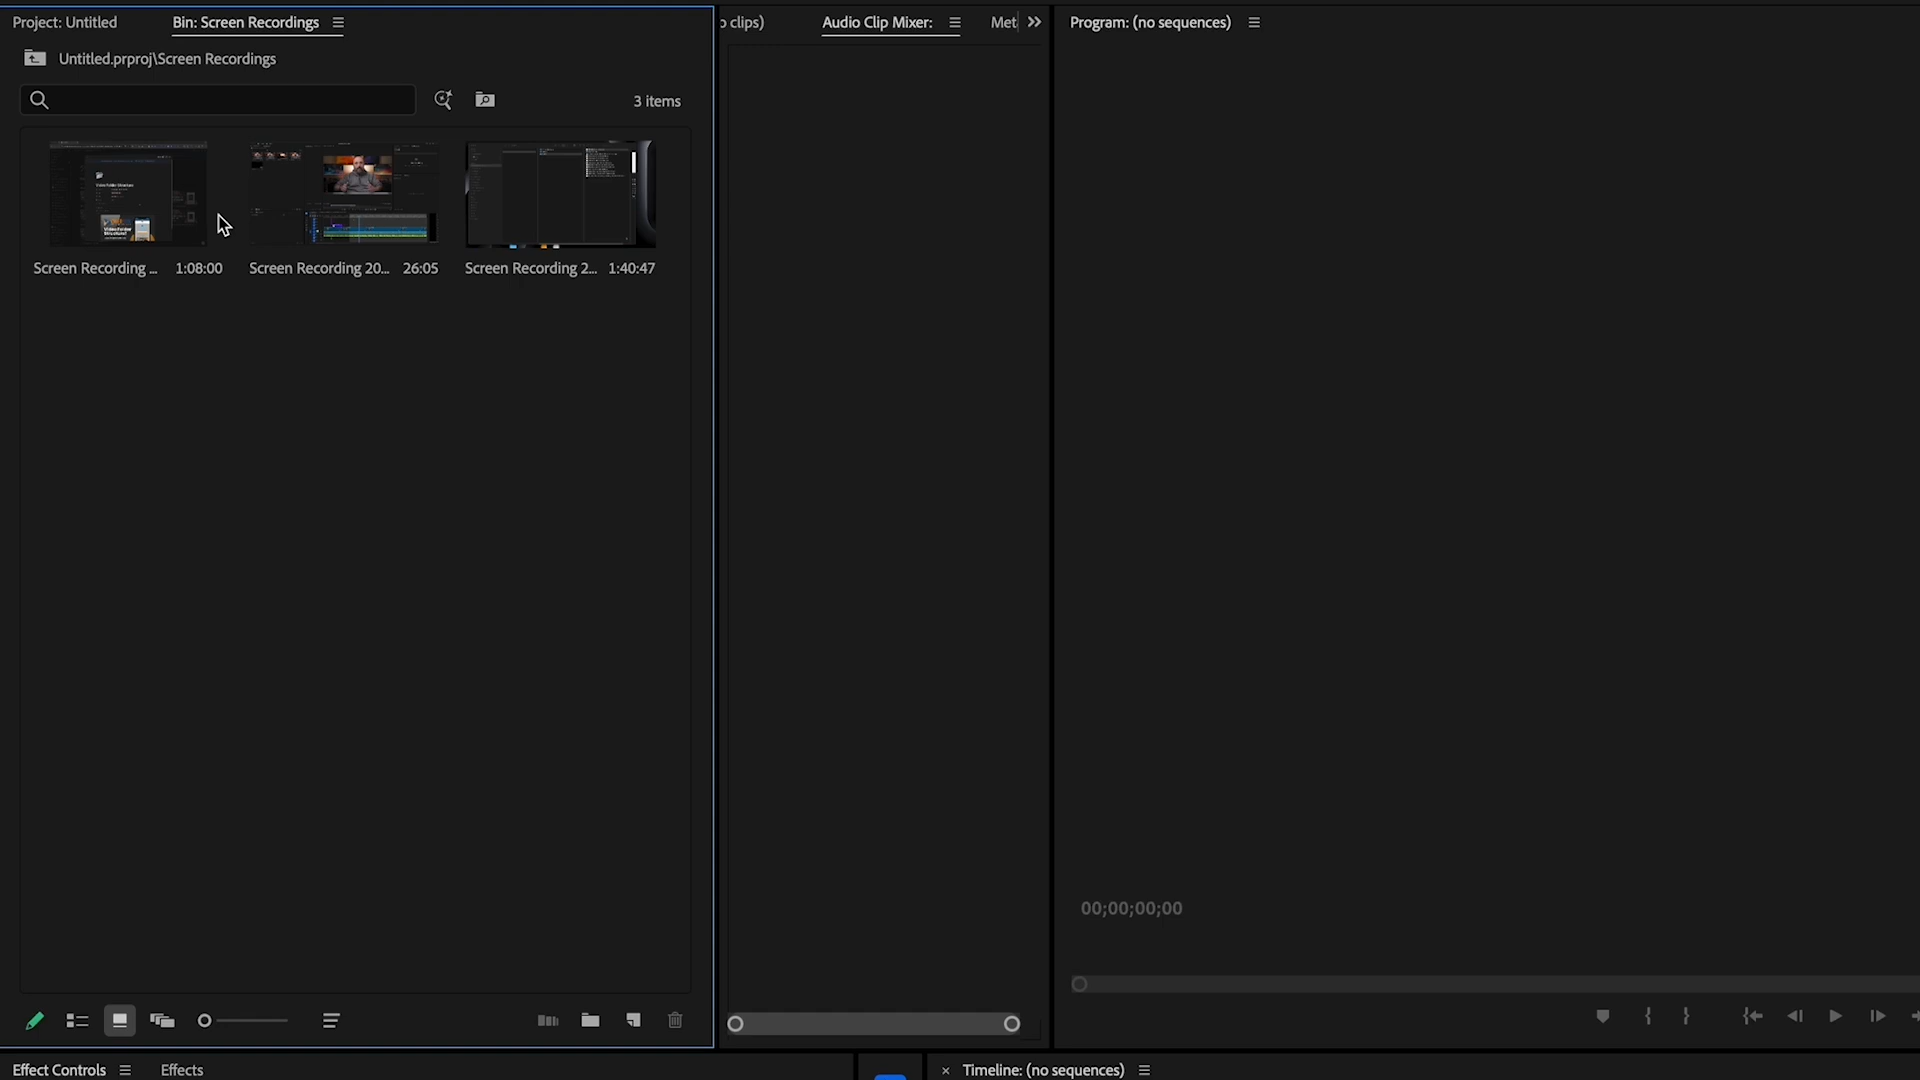 Project: Untitled
Bin: Screen Recordings
Untitled.prproj\Screen Recordings
3 items
Screen Recording ...
1:08:00
Screen Recording 20...
26:05
Screen Recording 2...
1:40:47
o clips)
Audio Clip Mixer:
Met
Program: (no sequences)
00;00;00;00
Effect Controls
Effects
Timeline: (no sequences)